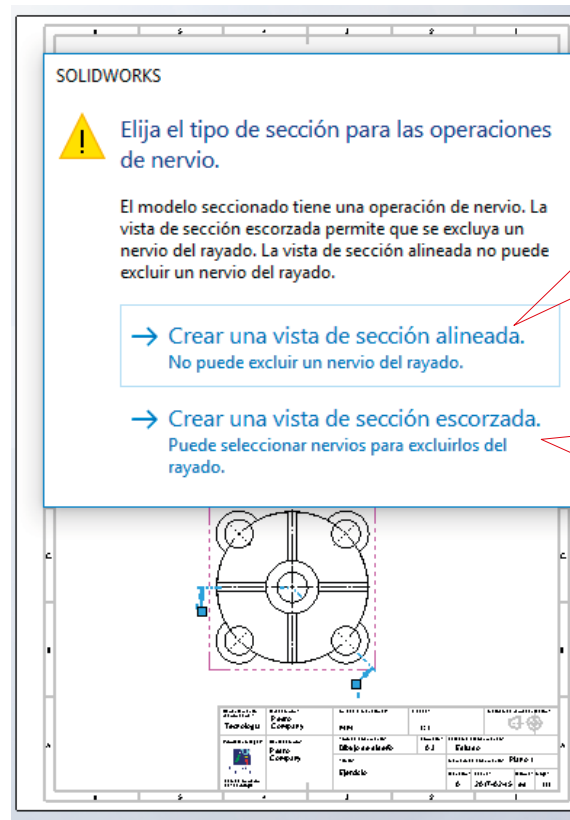 SOLIDWORKS
Elija el tipo de sección para las operaciones
de nervio.
El modelo seccionado tiene una operación de nervio. La
vista de sección escorzada permite que se excluya un
nervio del rayado. La vista de sección alineada no puede
excluir un nervio del rayado.
→ Crear una vista de sección alineada.
No puede excluir un nervio del rayado.
→ Crear una vista de sección escorzada.
Puede seleccionar nervios para excluirlos del
rayado.
C C
A A
Pedro
Company
Pedro
Company
Ejercicio
Plano 1